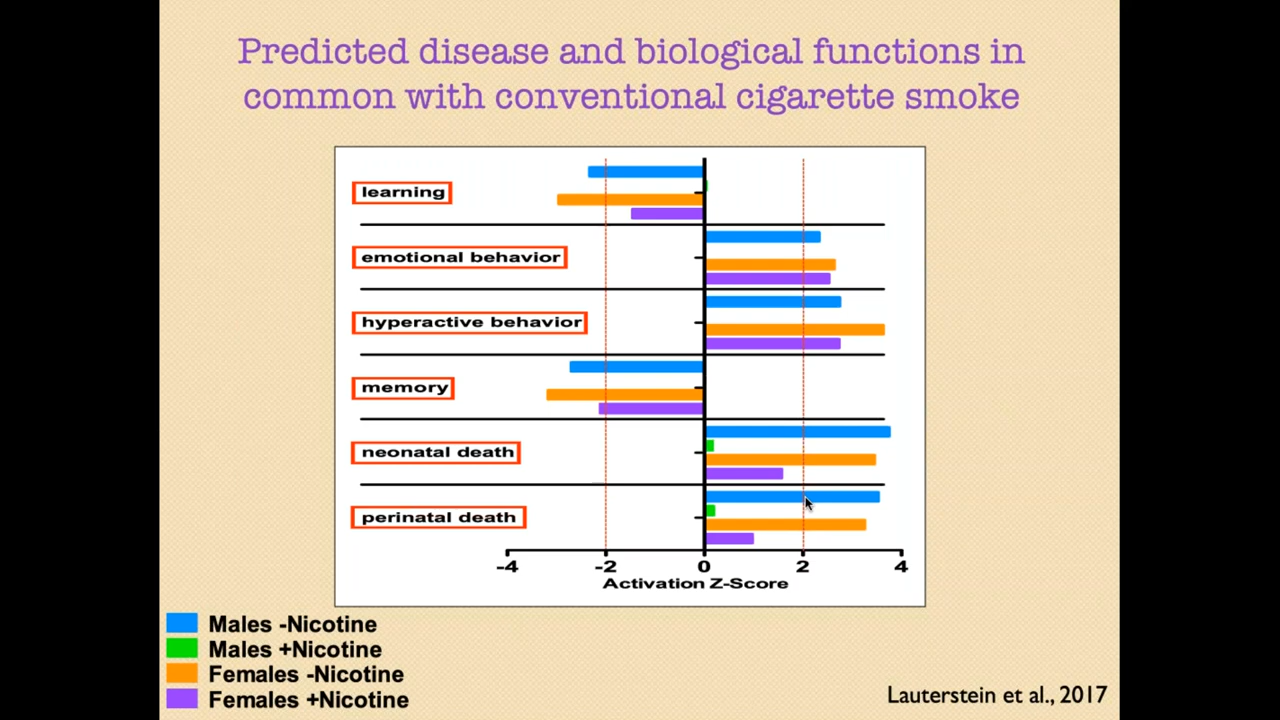 Predicted disease and biological functions in
common with conventional cigarette smoke
learning
emotional behavior
hyperactive behavior
memory
neonatal death
perinatal death
-4 -2 0 2 4
Activation Z-Score
Males -Nicotine
Males +Nicotine
Females -Nicotine
Females +Nicotine
Lauterstein et al., 2017